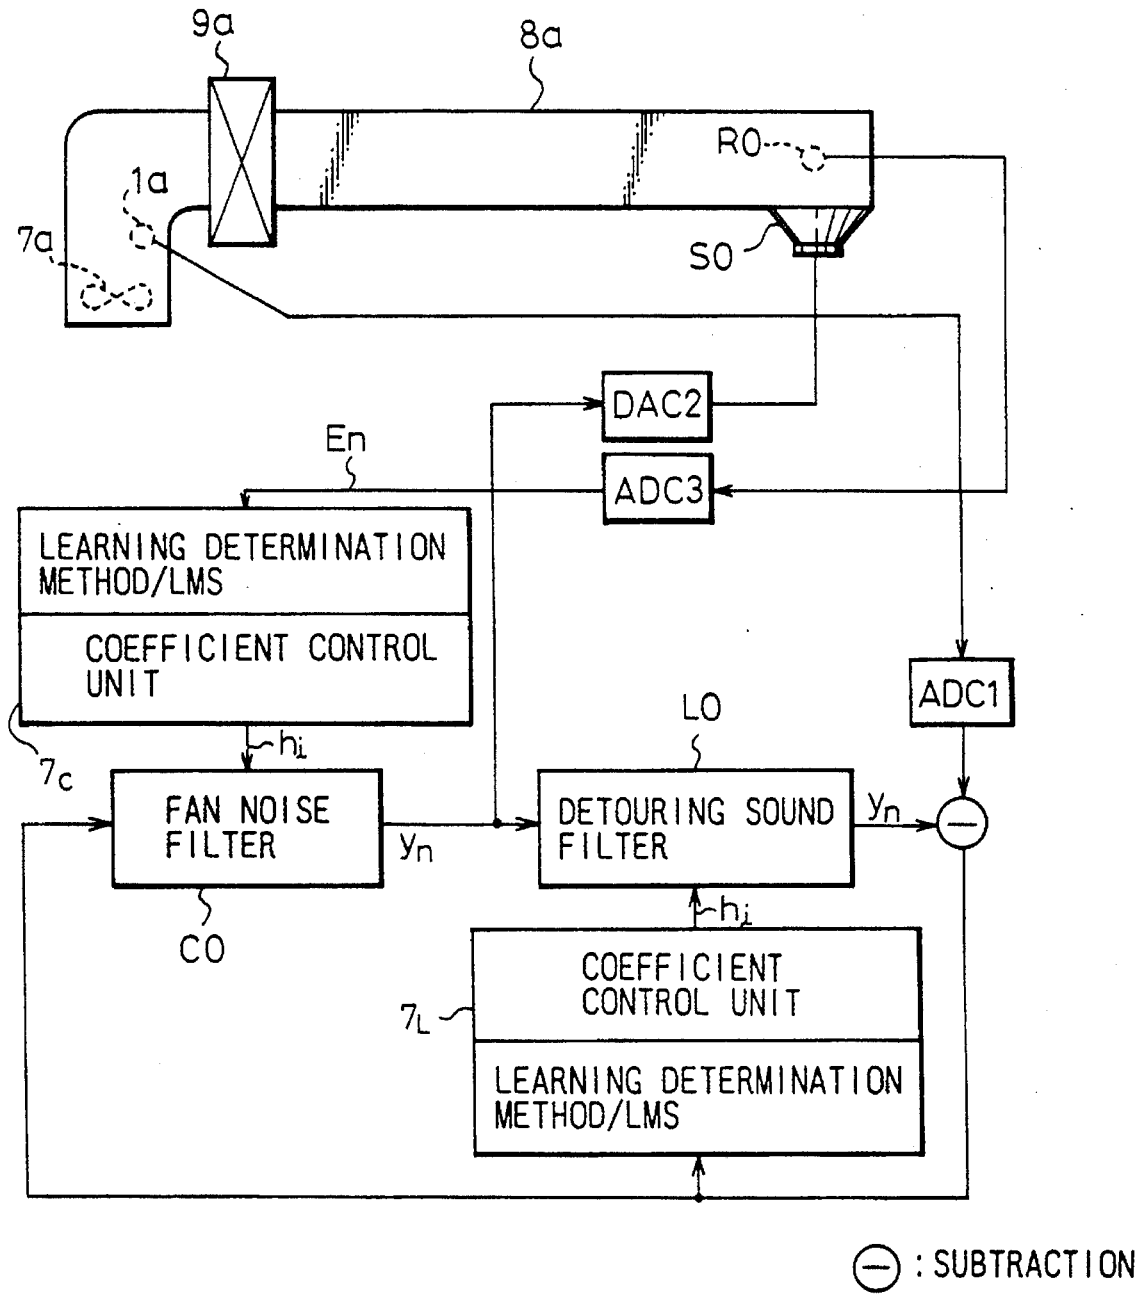 9a
8a
R0
1a
7a
S0
DAC2
En
ADC3
LEARNING DETERMINATION
METHOD/LMS
COEFFICIENT CONTROL
UNIT
ADC1
L0
7c
hi
FAN NOISE
FILTER
yn
DETOURING SOUND
FILTER
yn
−
C0
hi
COEFFICIENT
CONTROL UNIT
7L
LEARNING DETERMINATION
METHOD/LMS
− : SUBTRACTION